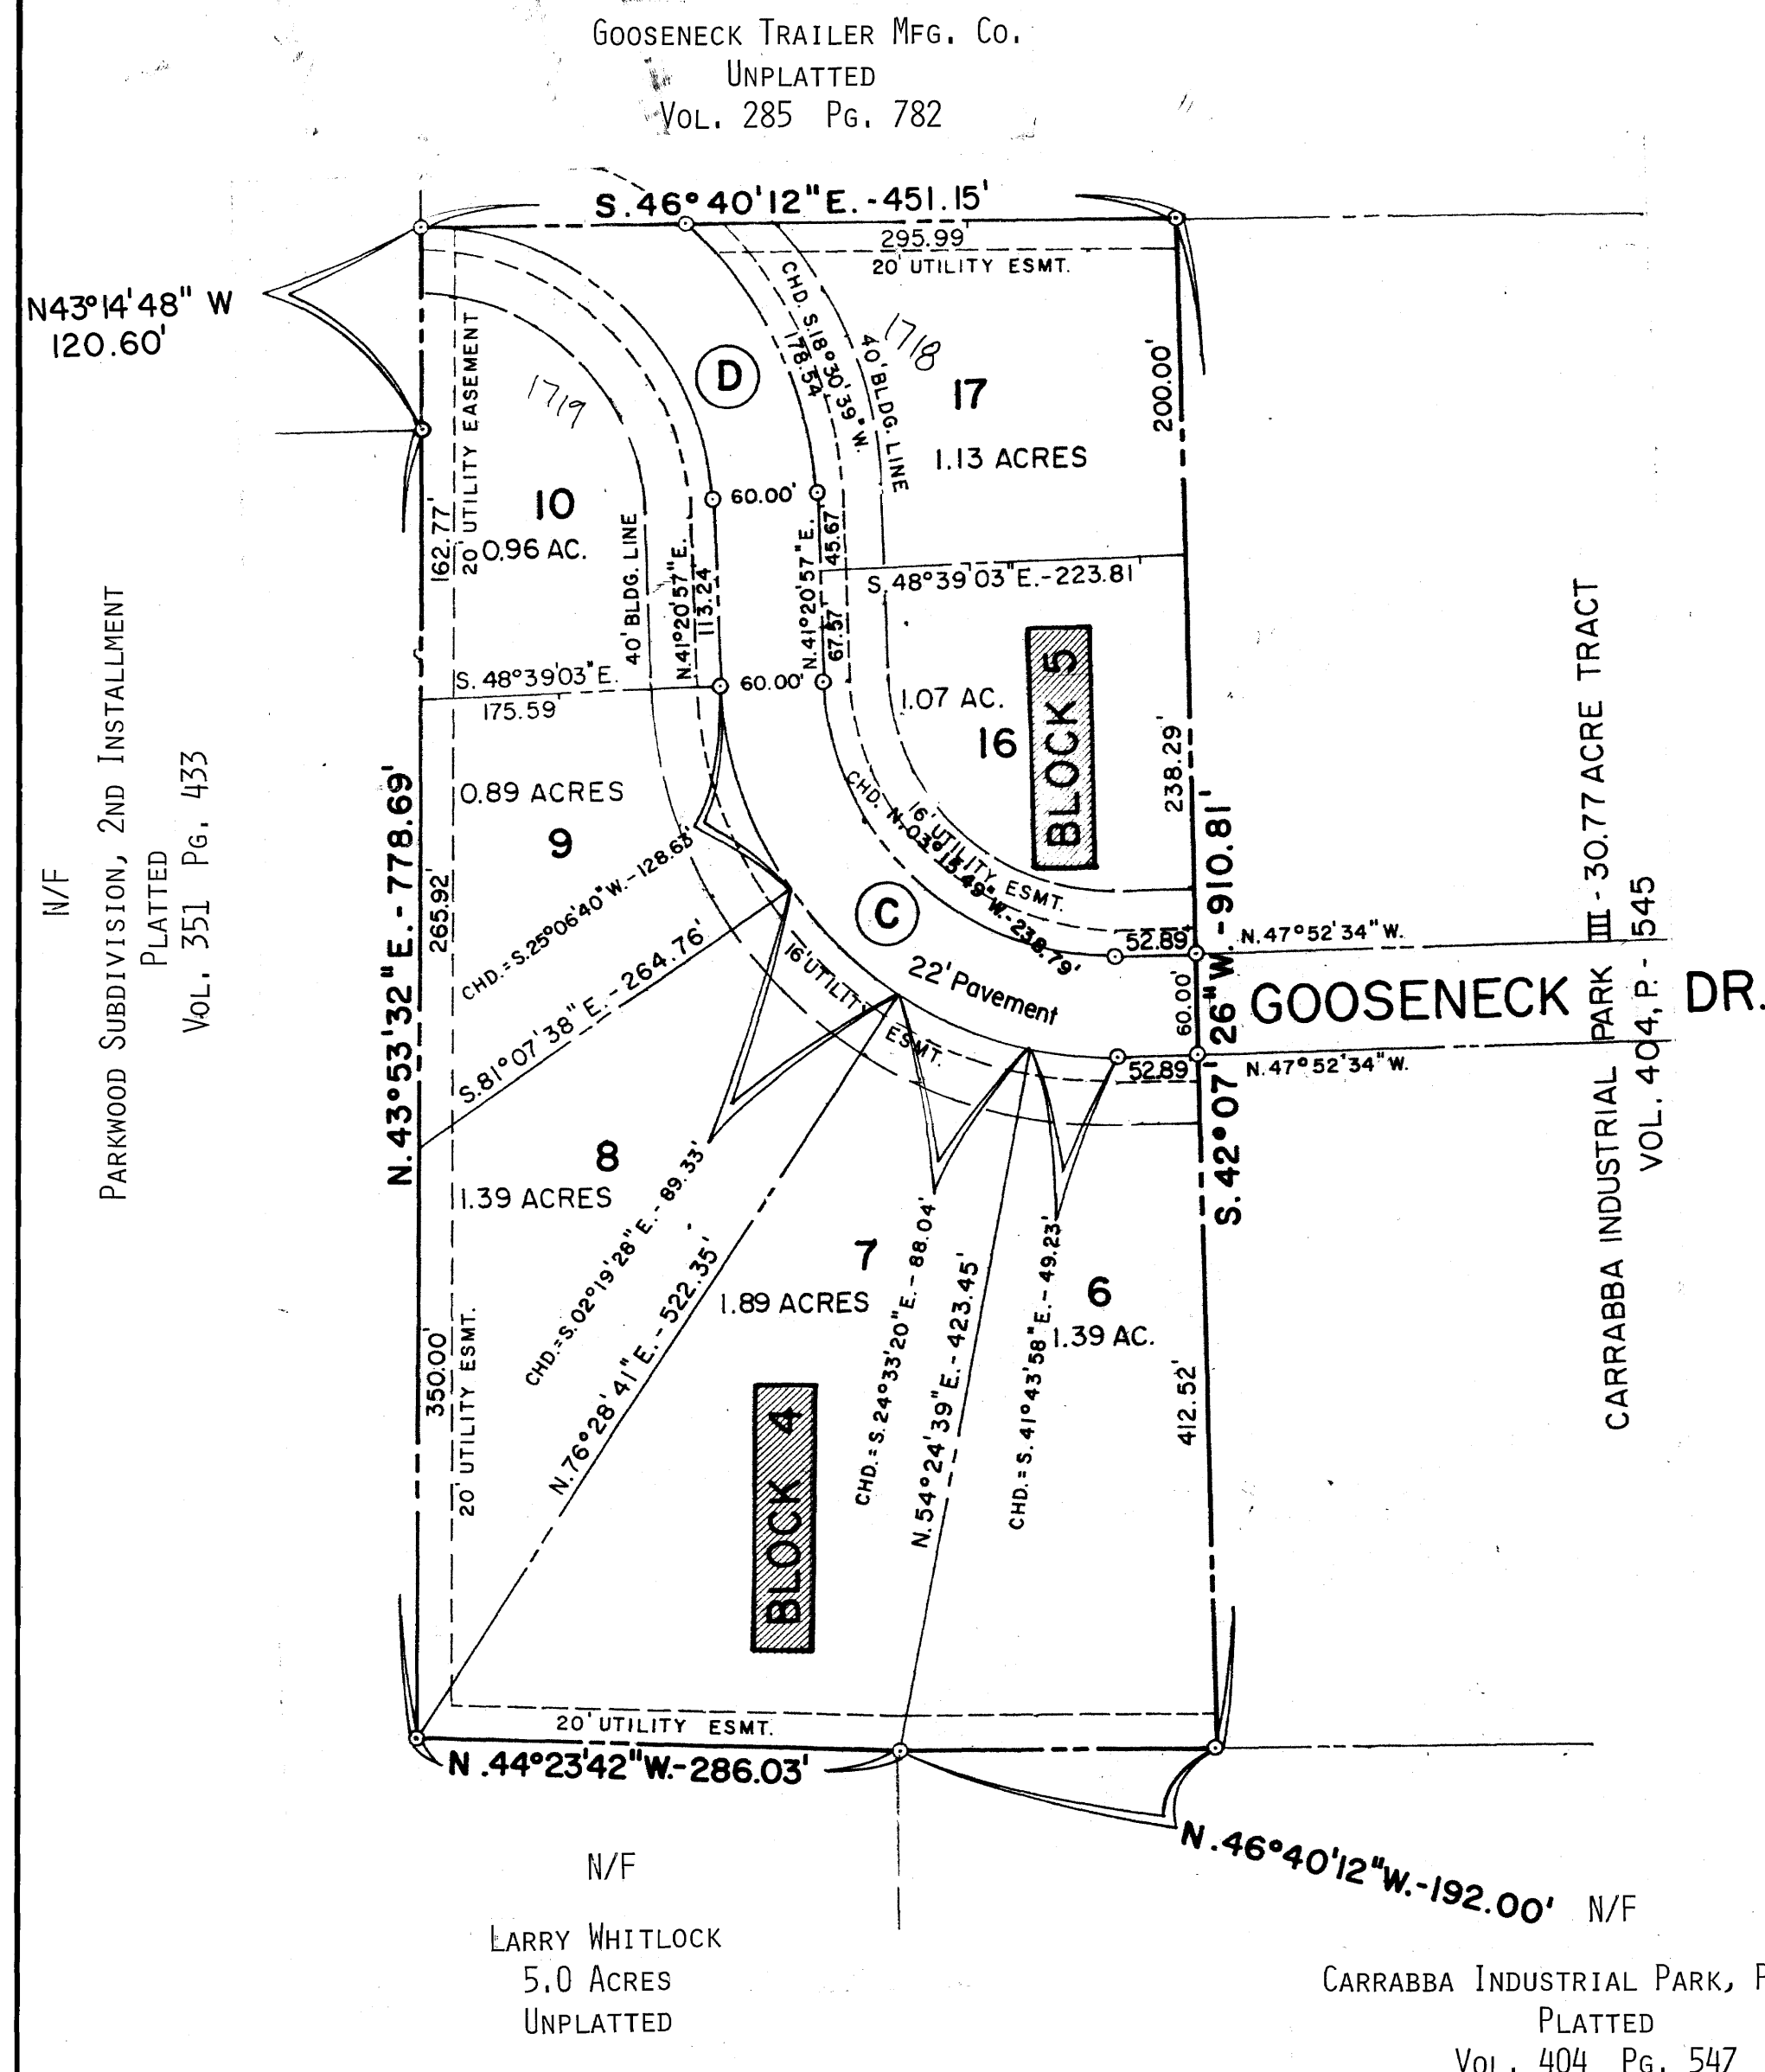 GOOSENECK TRAILER MFG. CO.
UNPLATTED
VOL. 285 PG. 782
S.46°40'12"E.-451.15'
295.99'
20' UTILITY ESMT.
N43°14'48" W
120.60'
20' UTILITY EASEMENT
1719
D
CHD. S.18°30'39"W.
178.54
40' BLDG. LINE
1718
17
1.13 ACRES
200.00'
10
0.96 AC.
162.77'
40' BLDG. LINE
N.41°20'57"E.
113.24'
60.00'
N.41°20'57"E.
45.67'
67.57'
S.48°39'03"E.-223.81'
S. 48°39'03"E.
175.59'
60.00'
1.07 AC.
16
BLOCK 5
238.29'
N/F
PARKWOOD SUBDIVISION, 2ND INSTALLMENT
PLATTED
VOL. 351 PG. 433
N.43°53'32"E.-778.69'
0.89 ACRES
9
265.92'
CHD.=S.25°06'40"W.-128.63'
S.81°07'38"E.-264.76'
CHD. N.03°15'49"W.-238.79'
16' UTILITY ESMT.
C
22' Pavement
16' UTILITY ESMT.
52.89'
N.47°52'34"W.
60.00'
GOOSENECK DR.
52.89'
N.47°52'34"W.
S.42°07'26"W.-910.81'
CARRABBA INDUSTRIAL PARK III - 30.77 ACRE TRACT
VOL. 404, P.- 545
8
1.39 ACRES
CHD.=S.02°19'28"E.-89.33'
N.76°28'41"E.-522.35'
7
1.89 ACRES
CHD.=S.24°33'20"E.-88.04'
N.54°24'39"E.-423.45'
CHD.=S.41°43'58"E.-49.23'
6
1.39 AC.
412.52'
350.00'
20' UTILITY ESMT.
BLOCK 4
20' UTILITY ESMT.
N.44°23'42"W.-286.03'
N.46°40'12"W.-192.00'
N/F
LARRY WHITLOCK
5.0 ACRES
UNPLATTED
N/F
CARRABBA INDUSTRIAL PARK, P
PLATTED
VOL. 404 PG. 547